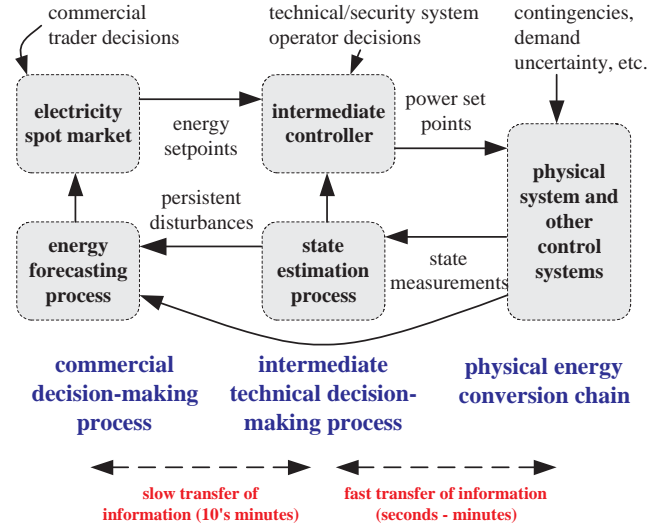 commercial
trader decisions
technical/security system
operator decisions
contingencies,
demand
uncertainty, etc.
electricity
spot market
energy
setpoints
intermediate
controller
power set
points
physical
system and
other
control
systems
persistent
disturbances
energy
forecasting
process
state
estimation
process
state
measurements
commercial
decision-making
process
intermediate
technical decision-
making process
physical energy
conversion chain
slow transfer of
information (10's minutes)
fast transfer of information
(seconds - minutes)